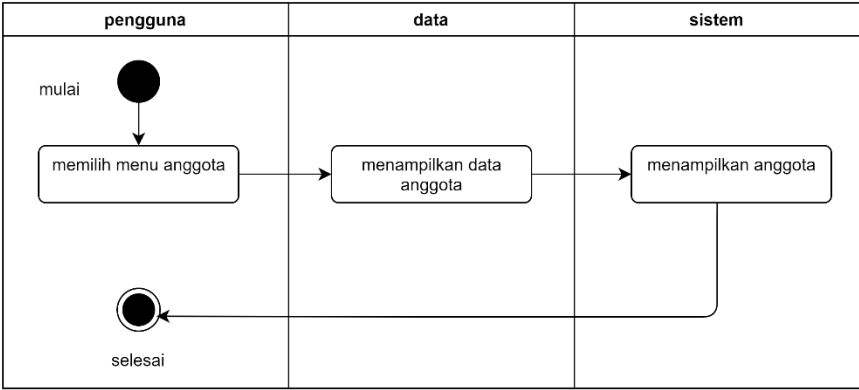 pengguna
data
sistem
mulai
memilih menu anggota
menampilkan data
anggota
menampilkan anggota
selesai